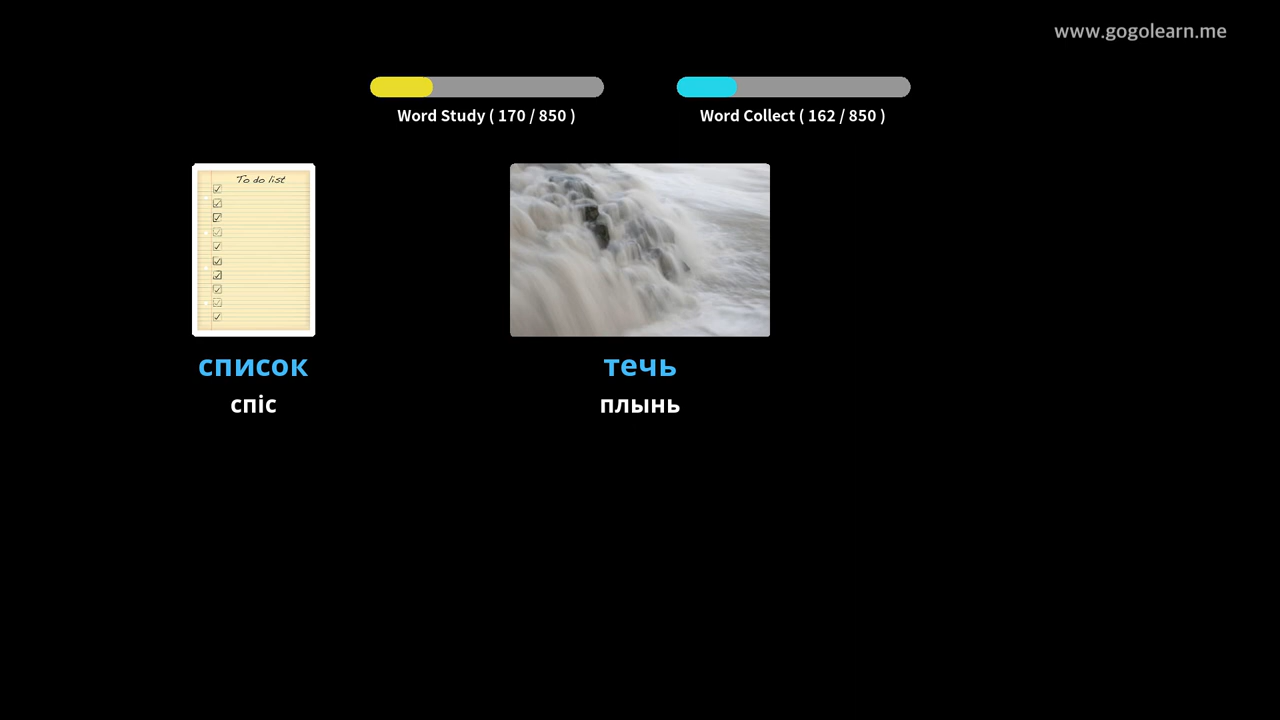 www.gogolearn.me
Word Study ( 170 / 850 )
Word Collect ( 162 / 850 )
To do list
список
течь
спіс
плынь